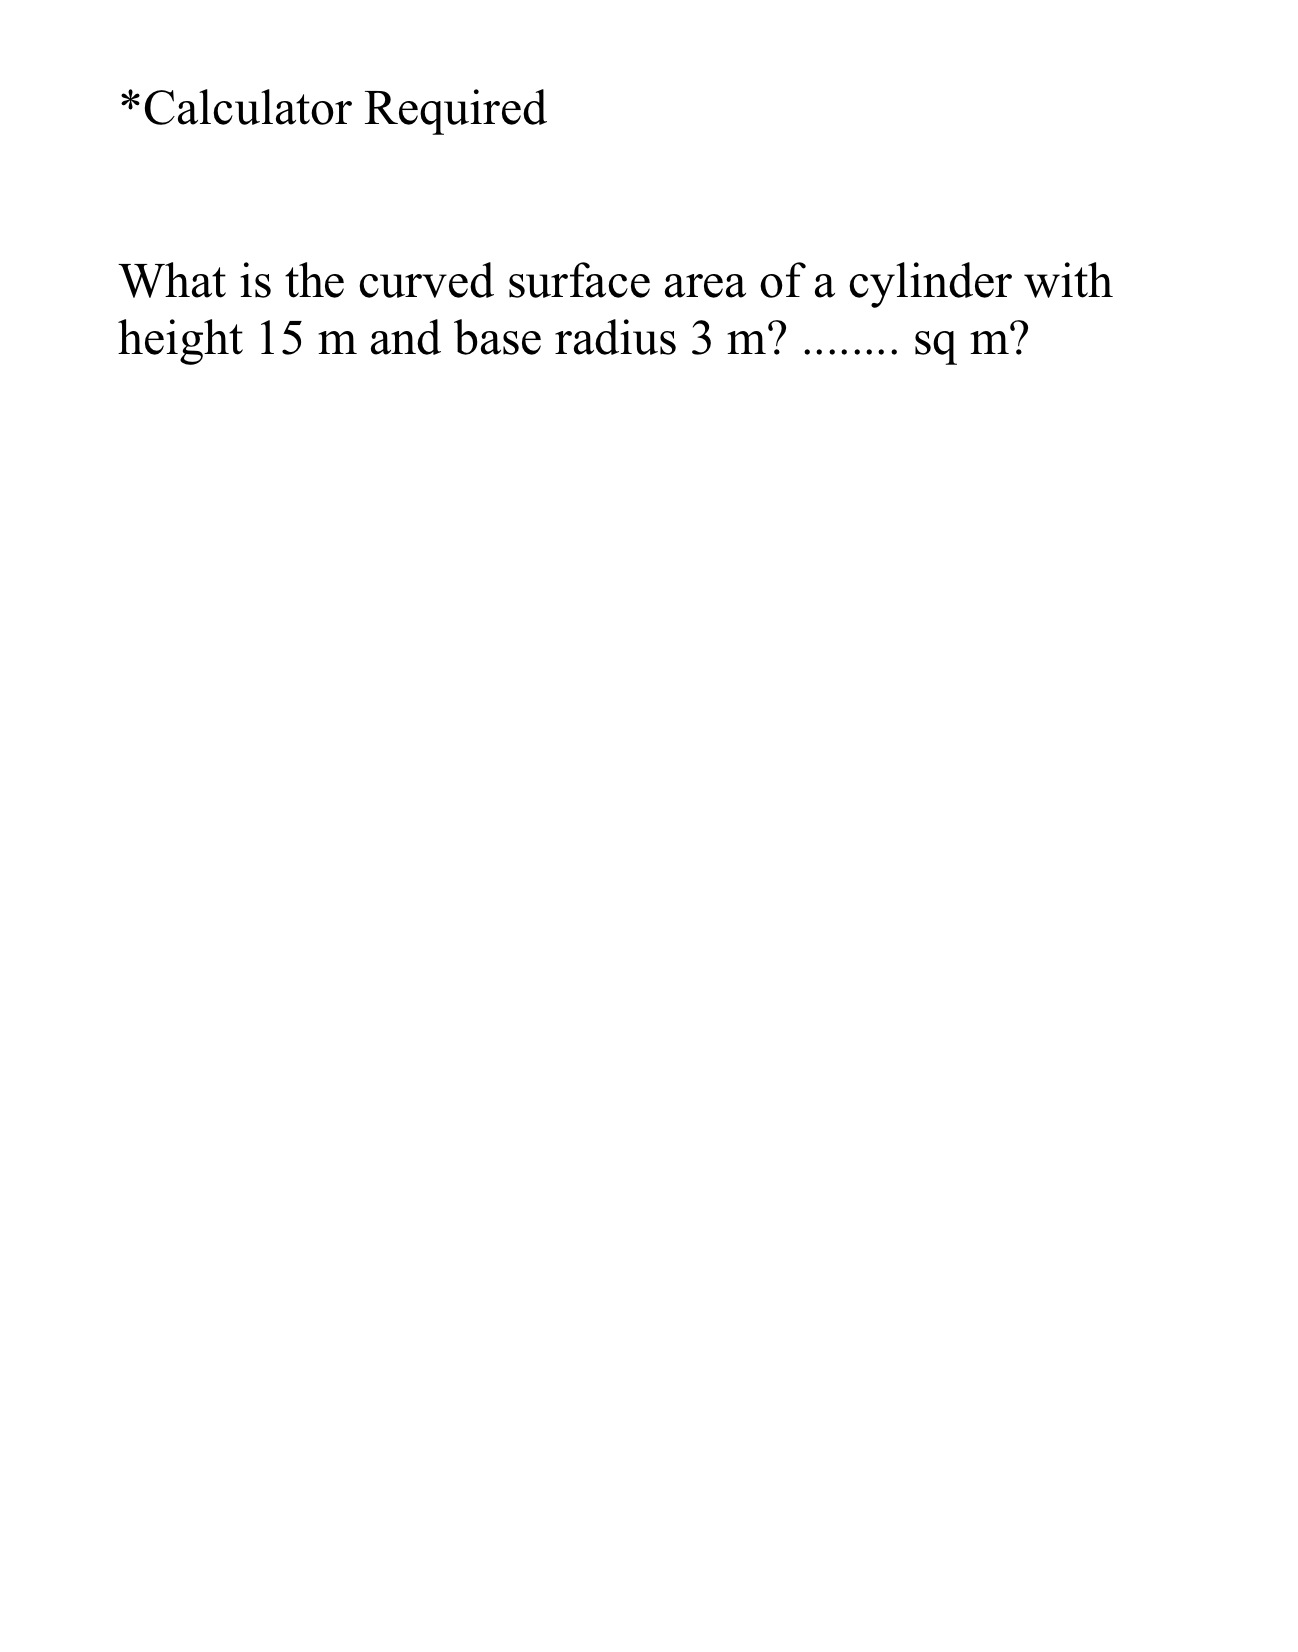 *Calculator Required
What is the curved surface area of a cylinder with
height 15 m and base radius 3 m? ........ sq m?